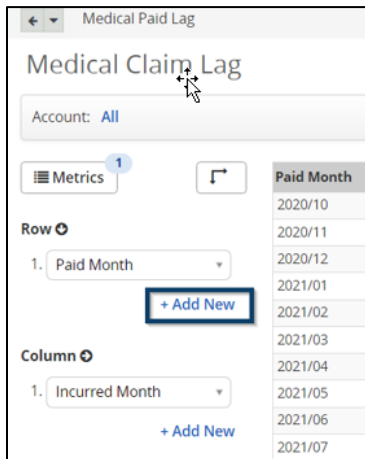 Medical Paid Lag
Medical Claim Lag
Account: All
Metrics 1
Row
1. Paid Month
+ Add New
Column
1. Incurred Month
+ Add New
Paid Month
2020/10
2020/11
2020/12
2021/01
2021/02
2021/03
2021/04
2021/05
2021/06
2021/07